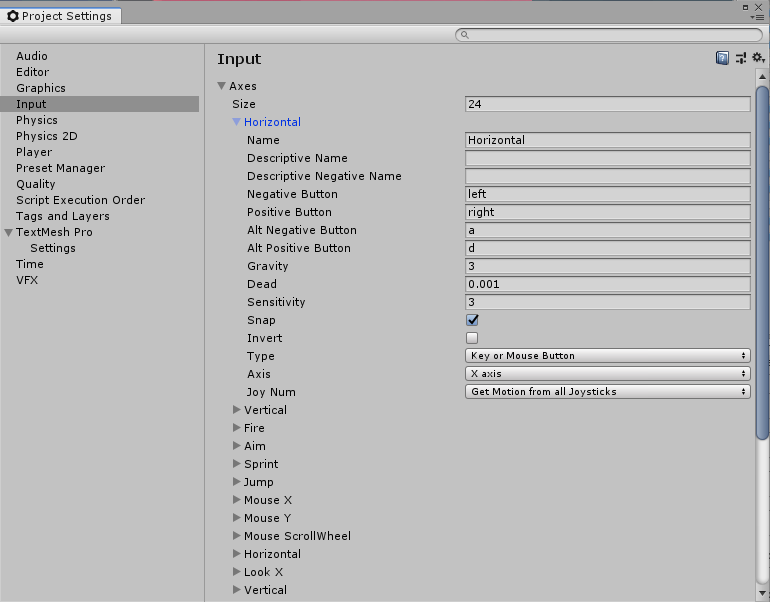 Project Settings
Audio
Editor
Graphics
Input
Physics
Physics 2D
Player
Preset Manager
Quality
Script Execution Order
Tags and Layers
TextMesh Pro
Settings
Time
VFX
Input
Axes
Size 24
Horizontal
Name Horizontal
Descriptive Name
Descriptive Negative Name
Negative Button left
Positive Button right
Alt Negative Button a
Alt Positive Button d
Gravity 3
Dead 0.001
Sensitivity 3
Snap
Invert
Type Key or Mouse Button
Axis X axis
Joy Num Get Motion from all Joysticks
Vertical
Fire
Aim
Sprint
Jump
Mouse X
Mouse Y
Mouse ScrollWheel
Horizontal
Look X
Vertical